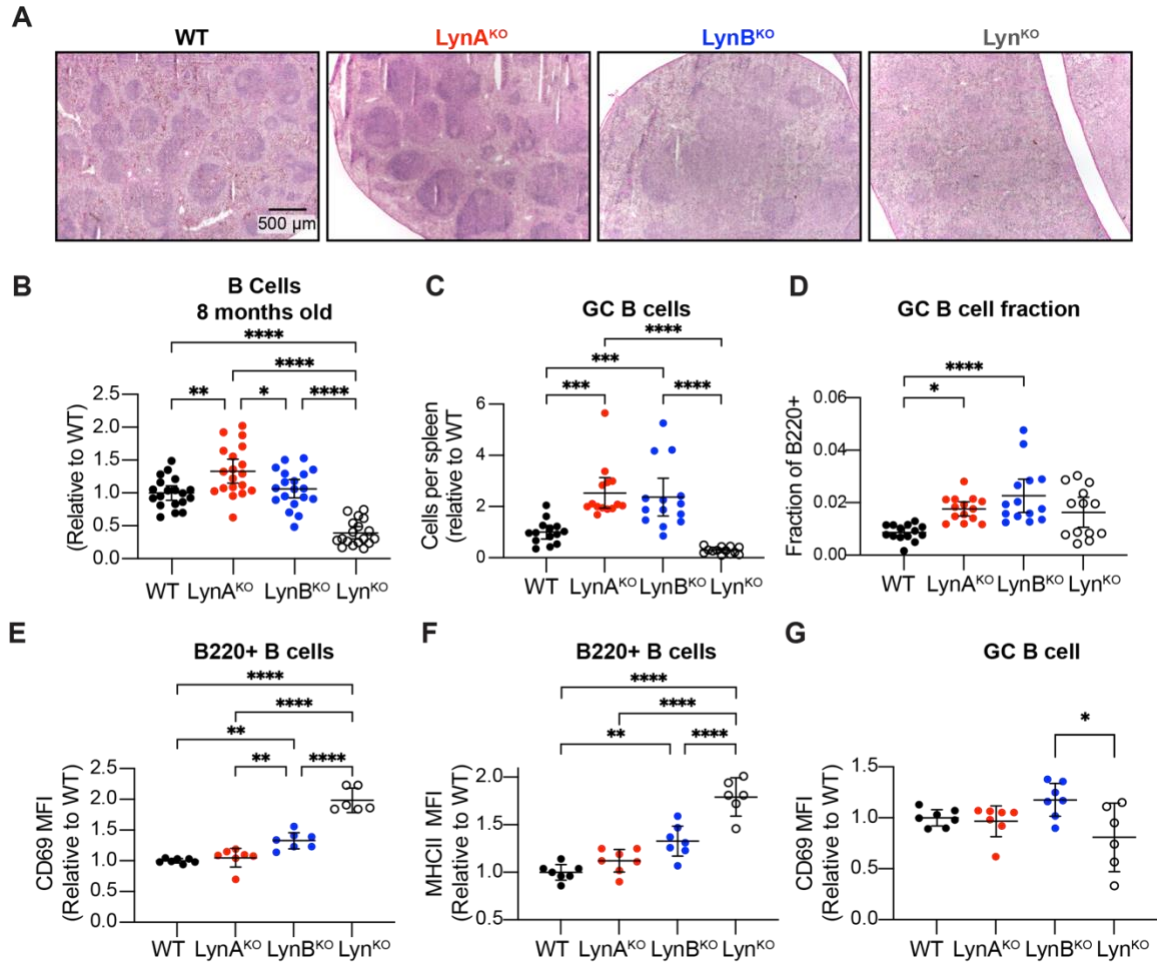 A
WT
LynAᴷᴼ
LynBᴷᴼ
Lynᴷᴼ
500 µm
B
B Cells
8 months old
****
****
** * ****
(Relative to WT)
2.5
2.0
1.5
1.0
0.5
0.0
WT LynAᴷᴼ LynBᴷᴼ Lynᴷᴼ
C
GC B cells
****
***
*** ****
Cells per spleen
(relative to WT)
6
4
2
0
WT LynAᴷᴼ LynBᴷᴼ Lynᴷᴼ
D
GC B cell fraction
****
*
Fraction of B220+
0.06
0.04
0.02
0.00
WT LynAᴷᴼ LynBᴷᴼ Lynᴷᴼ
E
B220+ B cells
****
****
**
** ****
CD69 MFI
(Relative to WT)
2.5
2.0
1.5
1.0
0.5
0.0
WT LynAᴷᴼ LynBᴷᴼ Lynᴷᴼ
F
B220+ B cells
****
****
** ****
MHCII MFI
(Relative to WT)
2.0
1.5
1.0
0.5
WT LynAᴷᴼ LynBᴷᴼ Lynᴷᴼ
G
GC B cell
*
CD69 MFI
(Relative to WT)
1.5
1.0
0.5
0.0
WT LynAᴷᴼ LynBᴷᴼ Lynᴷᴼ